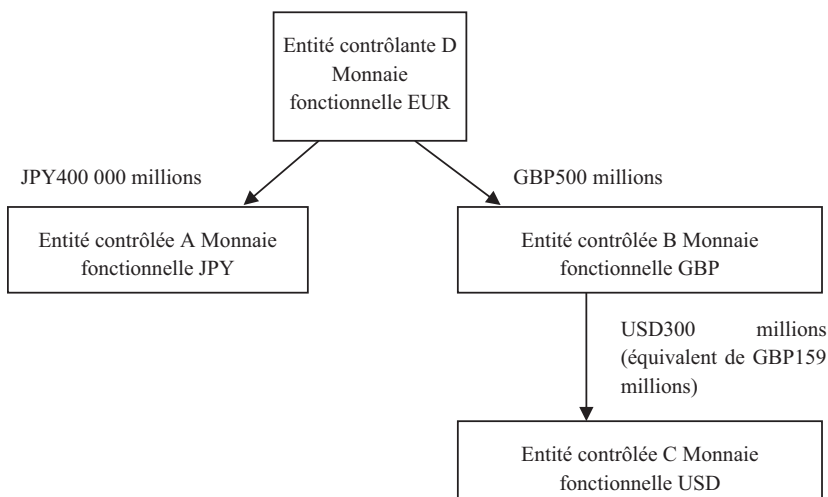 Entité contrôlante D
Monnaie
fonctionnelle EUR
JPY400 000 millions
GBP500 millions
Entité contrôlée A Monnaie
fonctionnelle JPY
Entité contrôlée B Monnaie
fonctionnelle GBP
USD300 millions
(équivalent de GBP159
millions)
Entité contrôlée C Monnaie
fonctionnelle USD